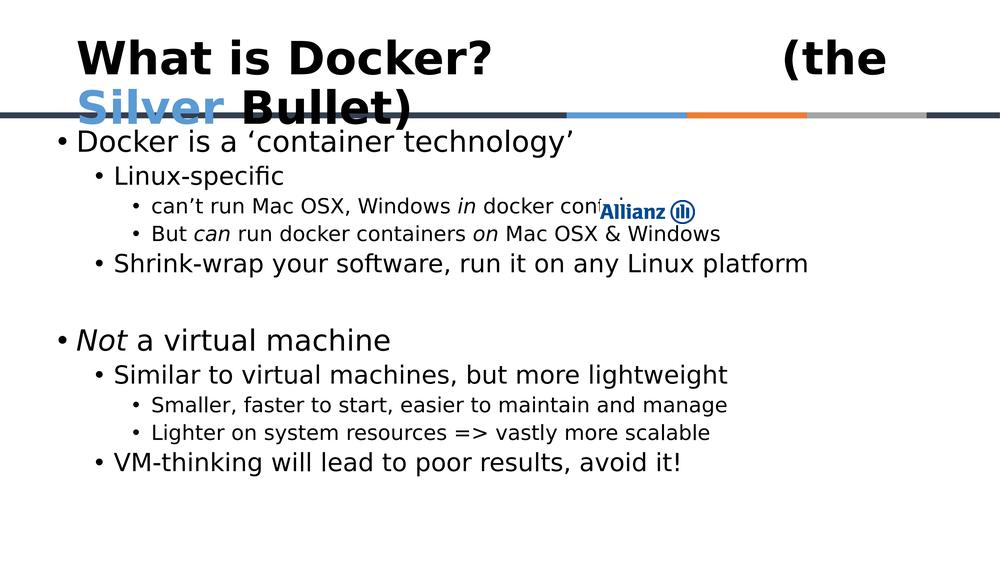 What is Docker? (the
Silver Bullet)
• Docker is a ‘container technology’
• Linux-specific
• can’t run Mac OSX, Windows in docker
Allianz
• But can run docker containers on Mac OSX & Windows
• Shrink-wrap your software, run it on any Linux platform
• Not a virtual machine
• Similar to virtual machines, but more lightweight
• Smaller, faster to start, easier to maintain and manage
• Lighter on system resources => vastly more scalable
• VM-thinking will lead to poor results, avoid it!